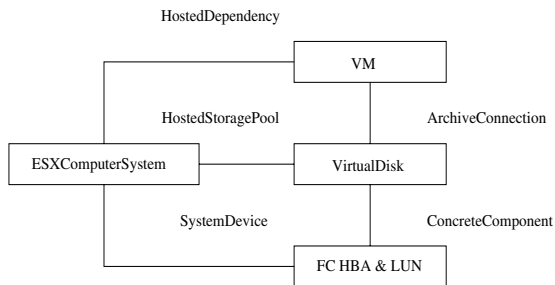 HostedDependency
VM
HostedStoragePool
ArchiveConnection
ESXComputerSystem
VirtualDisk
SystemDevice
ConcreteComponent
FC HBA & LUN